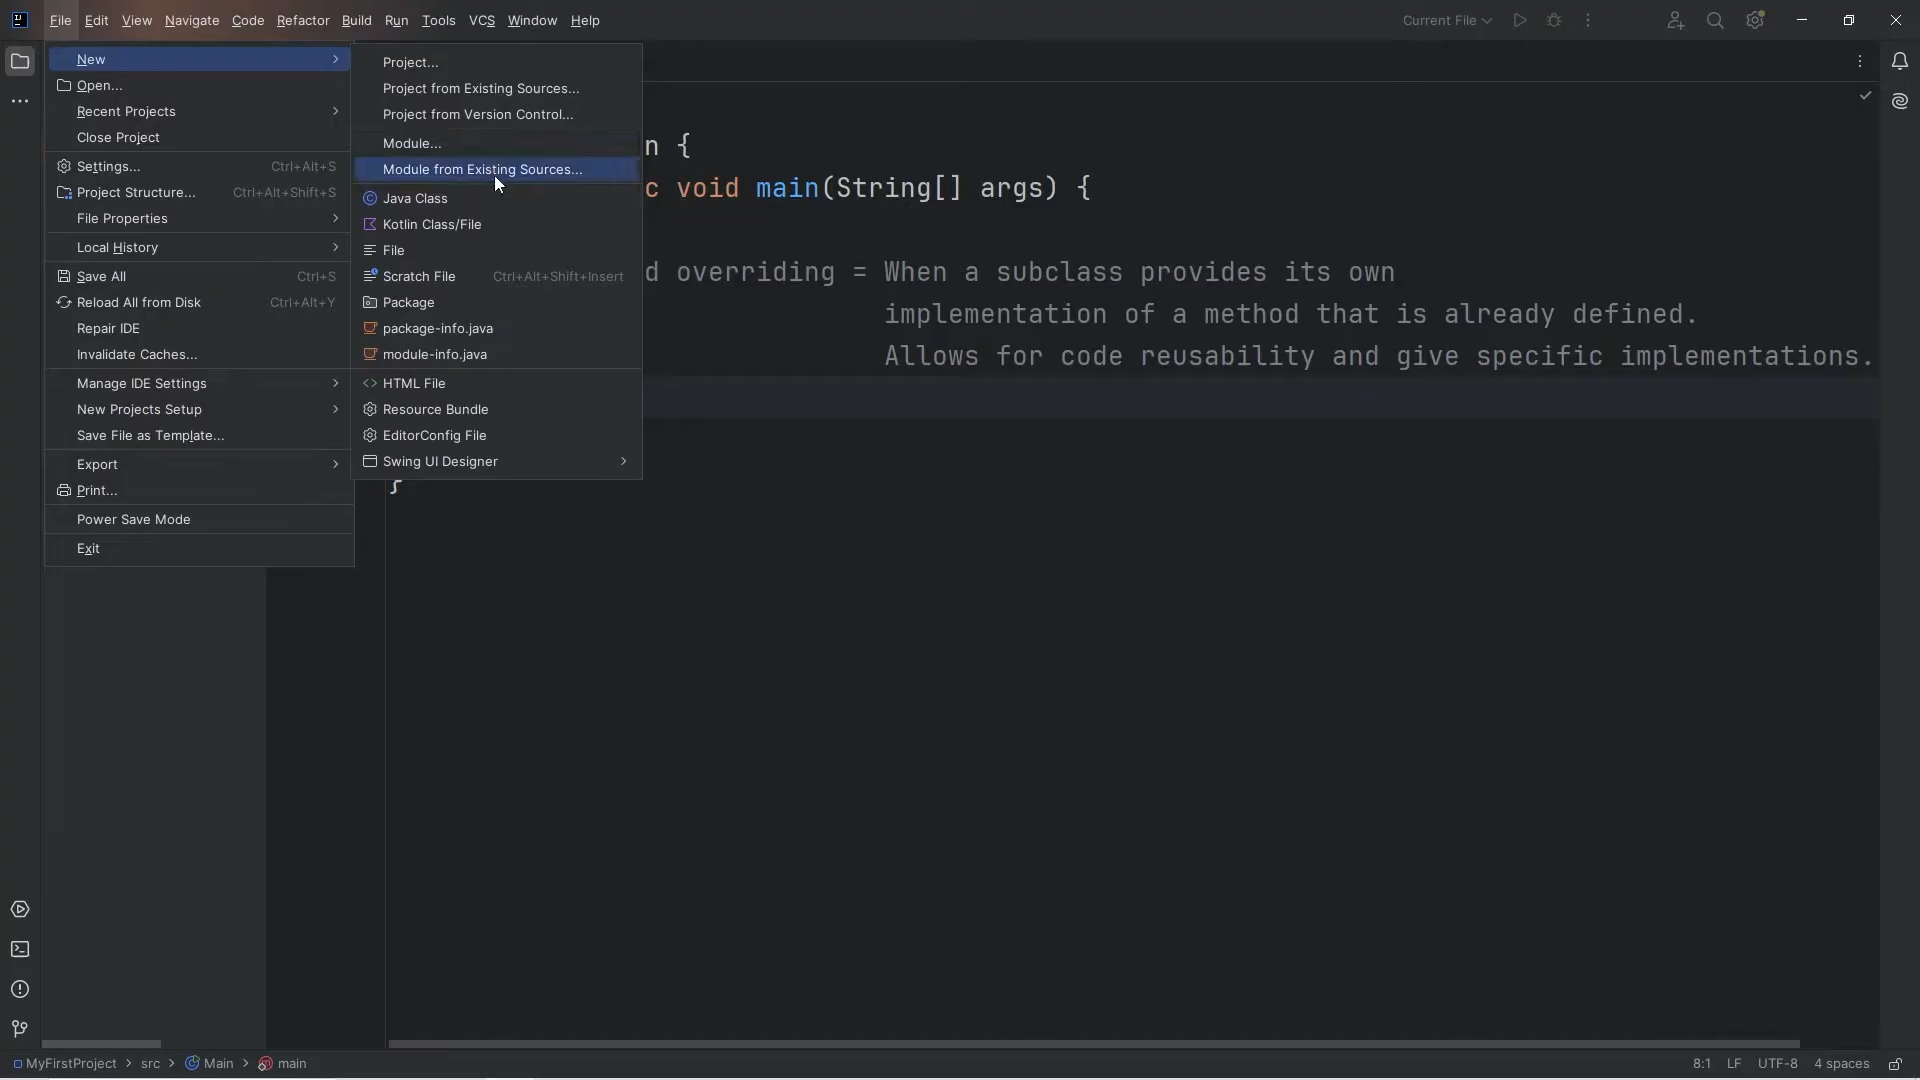 File Edit View Navigate Code Refactor Build Run Tools VCS Window Help
Current File
New
Open...
Recent Projects
Close Project
Settings... Ctrl+Alt+S
Project Structure... Ctrl+Alt+Shift+S
File Properties
Local History
Save All Ctrl+S
Reload All from Disk Ctrl+Alt+Y
Repair IDE
Invalidate Caches...
Manage IDE Settings
New Projects Setup
Save File as Template...
Export
Print...
Power Save Mode
Exit
Project...
Project from Existing Sources...
Project from Version Control...
Module...
Module from Existing Sources...
Java Class
Kotlin Class/File
File
Scratch File Ctrl+Alt+Shift+Insert
Package
package-info.java
module-info.java
HTML File
Resource Bundle
EditorConfig File
Swing UI Designer
n {
c void main(String[] args) {
d overriding = When a subclass provides its own
implementation of a method that is already defined.
Allows for code reusability and give specific implementations.
}
MyFirstProject > src > Main > main
8:1 LF UTF-8 4 spaces